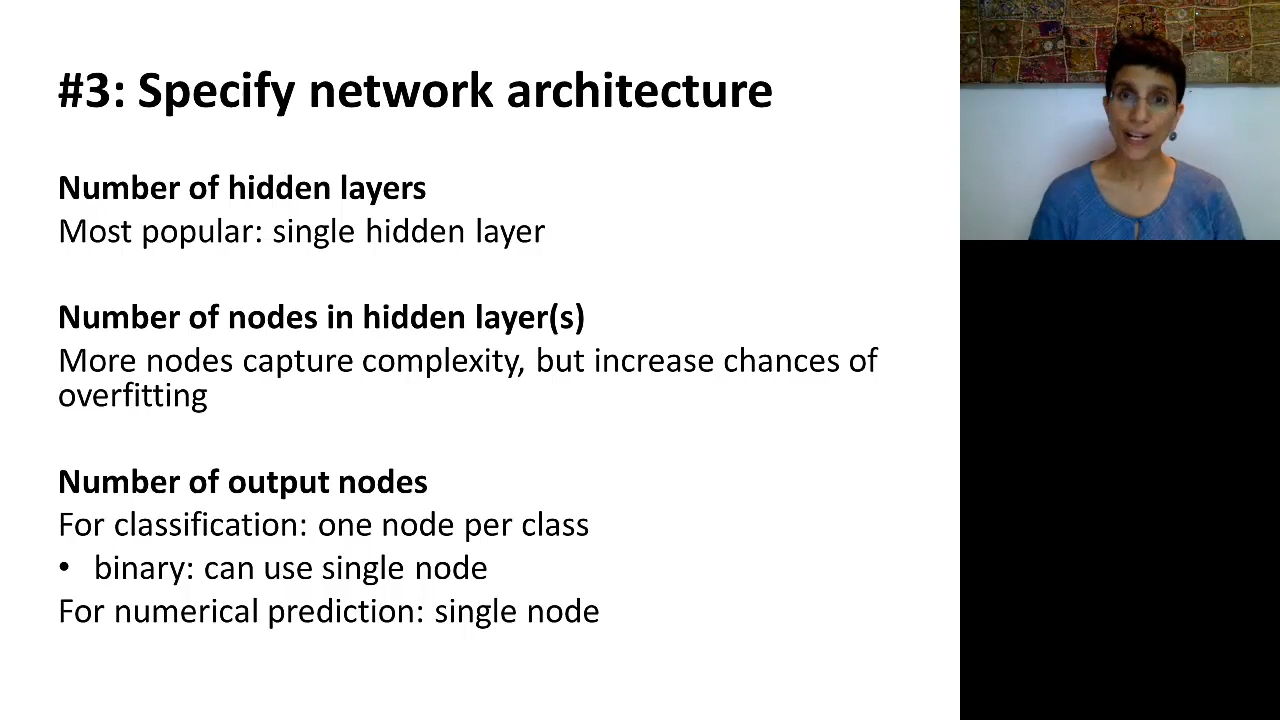 #3: Specify network architecture
Number of hidden layers
Most popular: single hidden layer
Number of nodes in hidden layer(s)
More nodes capture complexity, but increase chances of
overfitting
Number of output nodes
For classification: one node per class
• binary: can use single node
For numerical prediction: single node